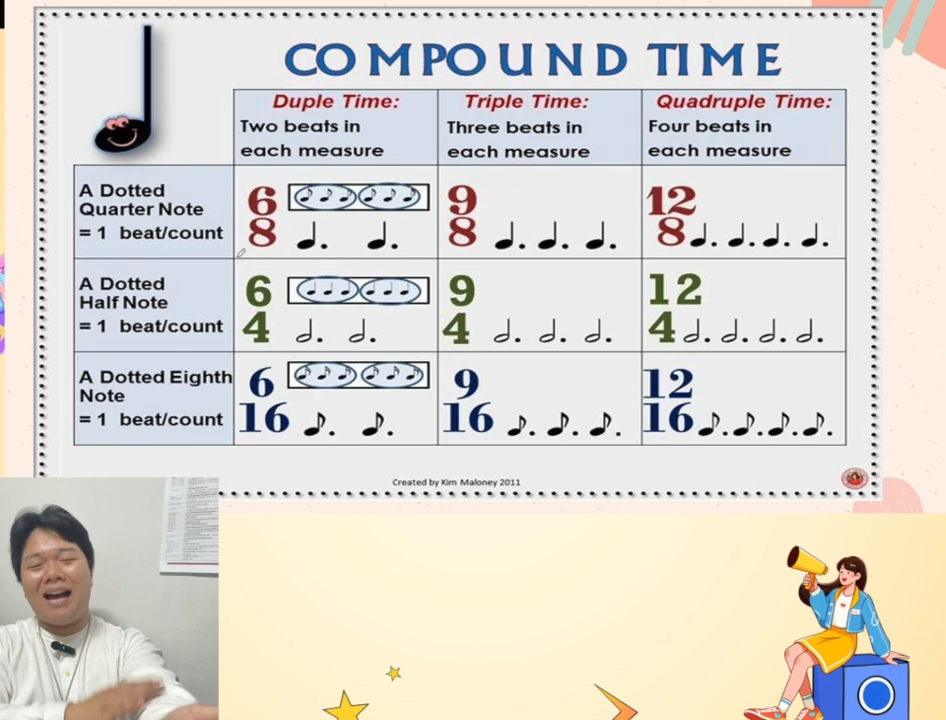 COMPOUND TIME
Duple Time:
Two beats in
each measure
Triple Time:
Three beats in
each measure
Quadruple Time:
Four beats in
each measure
A Dotted
Quarter Note
= 1 beat/count
6
8
9
8
12
8
A Dotted
Half Note
= 1 beat/count
6
4
9
4
12
4
A Dotted Eighth
Note
= 1 beat/count
6
16
9
16
12
16
Created by Kim Maloney 2011